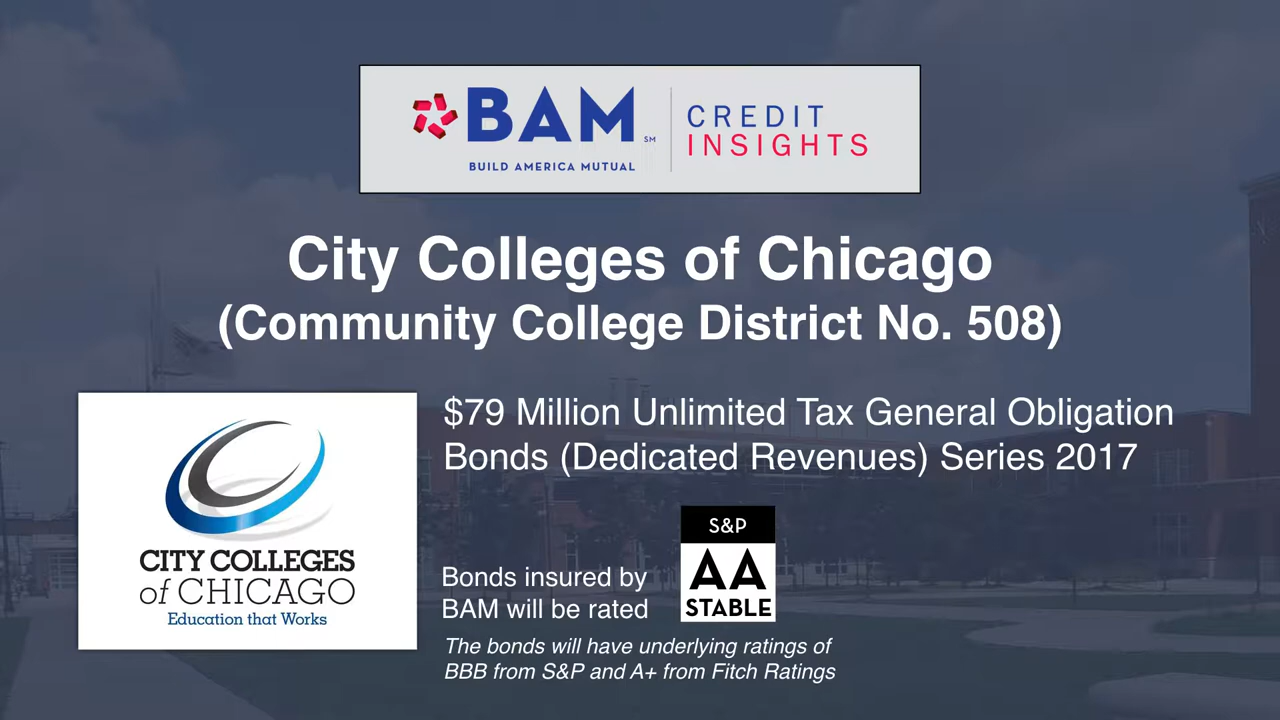 BAM SM
BUILD AMERICA MUTUAL
CREDIT
INSIGHTS
City Colleges of Chicago
(Community College District No. 508)
CITY COLLEGES
of CHICAGO
Education that Works
$79 Million Unlimited Tax General Obligation
Bonds (Dedicated Revenues) Series 2017
Bonds insured by
BAM will be rated
S&P
AA
STABLE
The bonds will have underlying ratings of
BBB from S&P and A+ from Fitch Ratings